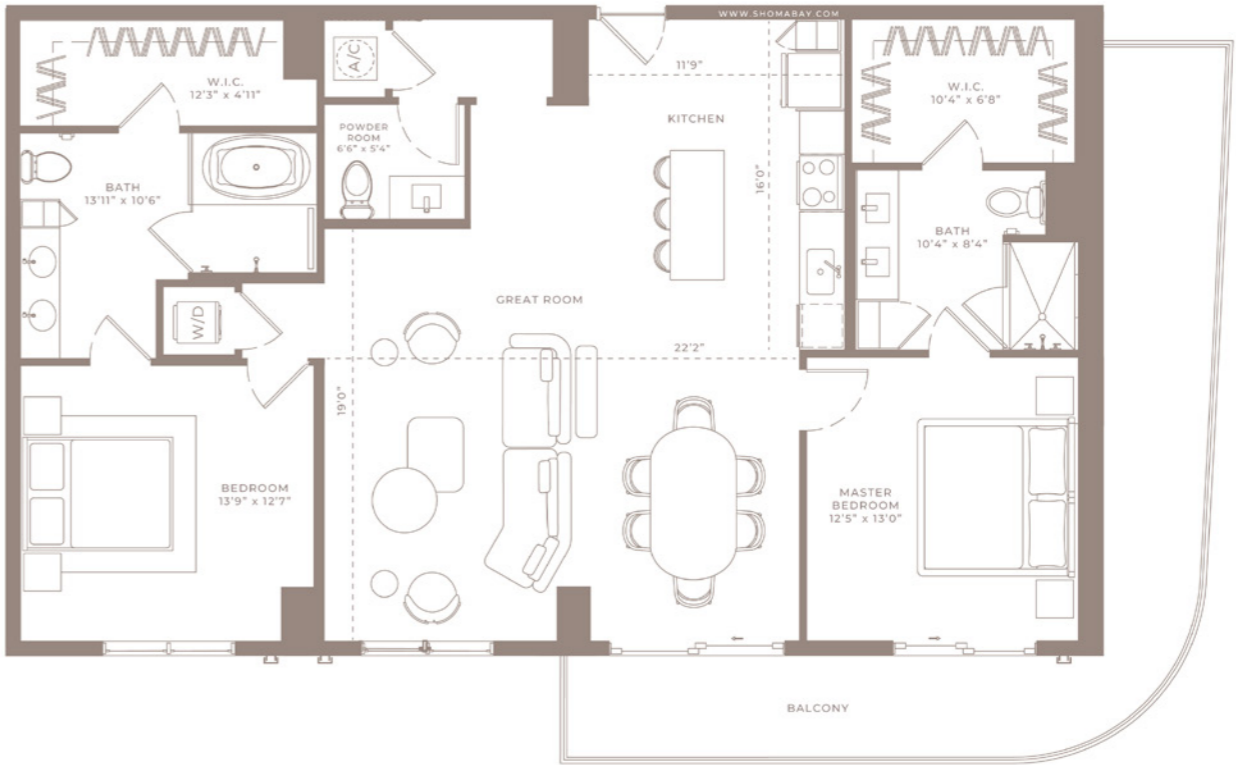 WWW.SHOMABAY.COM
W.I.C.
12'3" x 4'11"
A/C
11'9"
KITCHEN
W.I.C.
10'4" x 6'8"
POWDER
ROOM
6'6" x 5'4"
BATH
13'11" x 10'6"
16'0"
BATH
10'4" x 8'4"
GREAT ROOM
W/D
22'2"
19'0"
BEDROOM
13'9" x 12'7"
MASTER
BEDROOM
12'5" x 13'0"
BALCONY